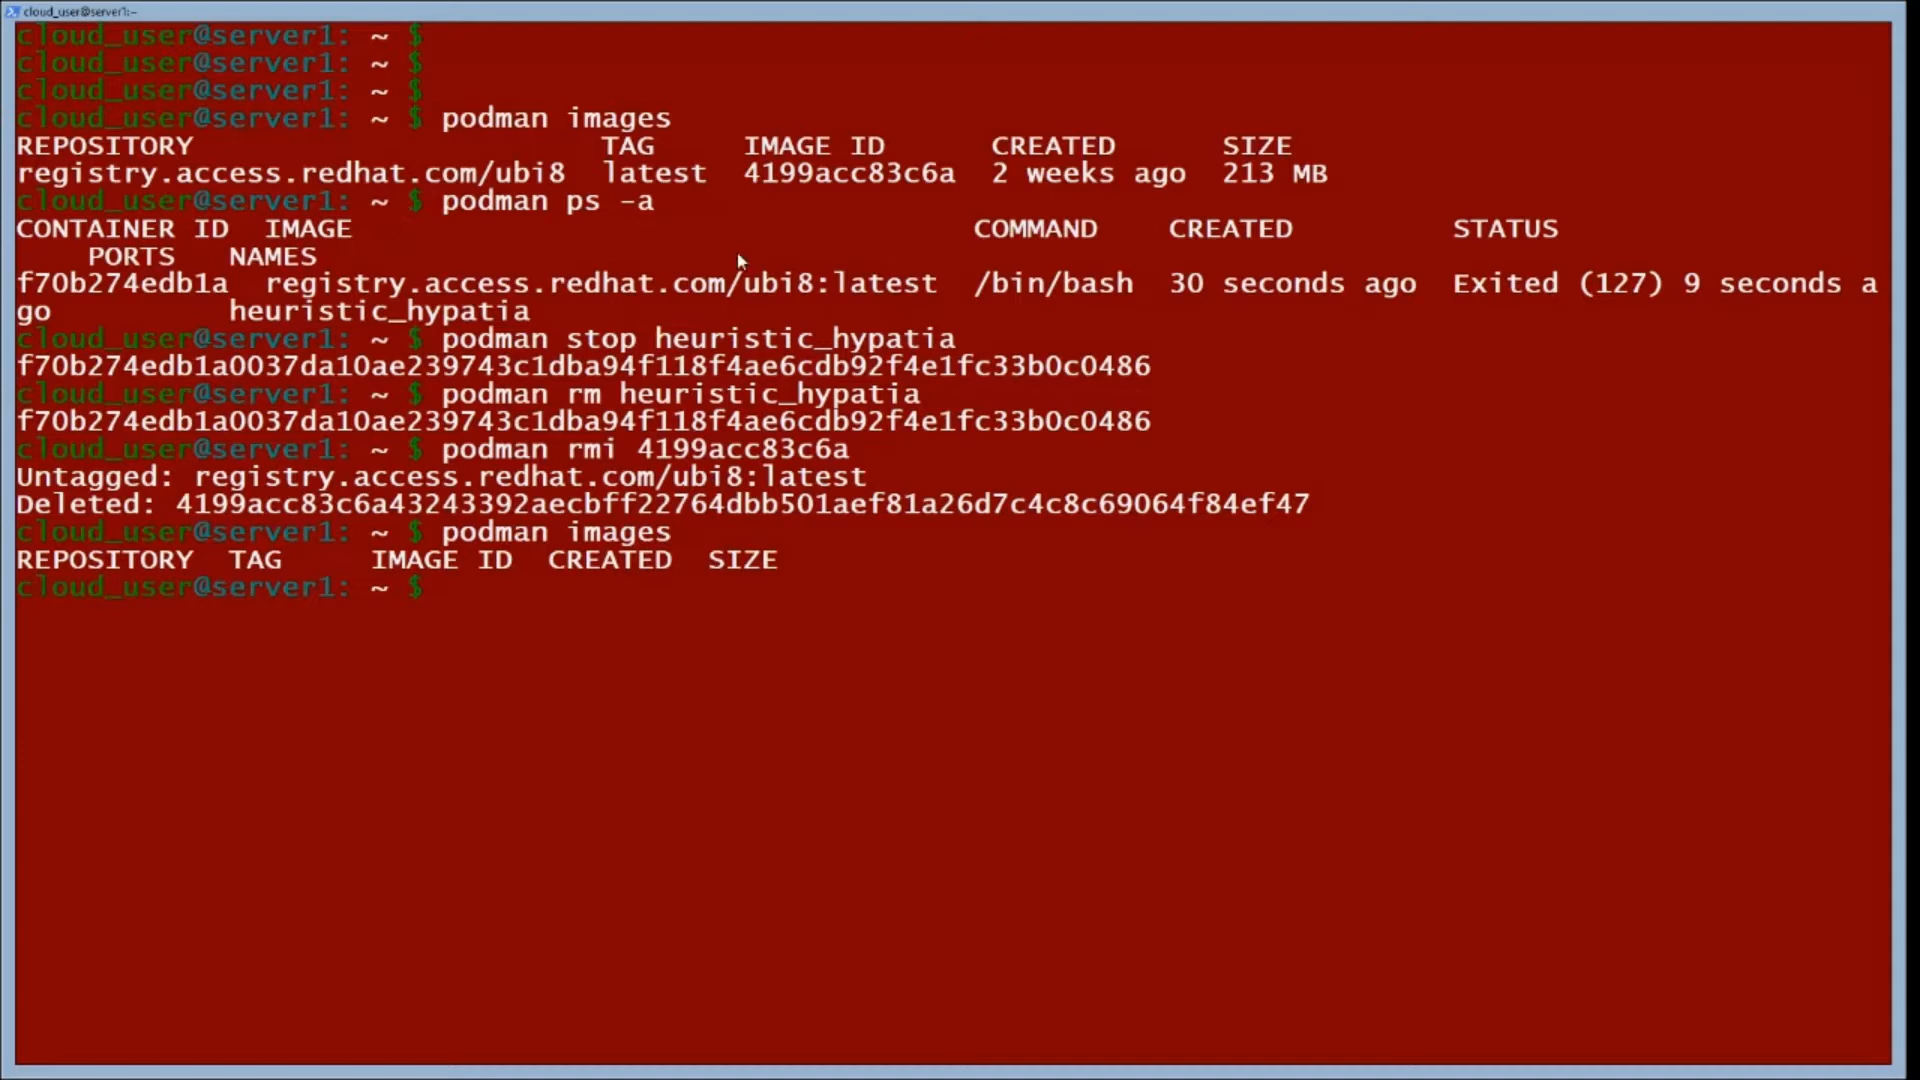 cloud_user@server1:~
cloud_user@server1: ~ $
cloud_user@server1: ~ $
cloud_user@server1: ~ $
cloud_user@server1: ~ $ podman images
REPOSITORY                       TAG     IMAGE ID      CREATED      SIZE
registry.access.redhat.com/ubi8  latest  4199acc83c6a  2 weeks ago  213 MB
cloud_user@server1: ~ $ podman ps -a
CONTAINER ID  IMAGE                                   COMMAND    CREATED         STATUS
    PORTS   NAMES
f70b274edb1a  registry.access.redhat.com/ubi8:latest  /bin/bash  30 seconds ago  Exited (127) 9 seconds a
go          heuristic_hypatia
cloud_user@server1: ~ $ podman stop heuristic_hypatia
f70b274edb1a0037da10ae239743c1dba94f118f4ae6cdb92f4e1fc33b0c0486
cloud_user@server1: ~ $ podman rm heuristic_hypatia
f70b274edb1a0037da10ae239743c1dba94f118f4ae6cdb92f4e1fc33b0c0486
cloud_user@server1: ~ $ podman rmi 4199acc83c6a
Untagged: registry.access.redhat.com/ubi8:latest
Deleted: 4199acc83c6a43243392aecbff22764dbb501aef81a26d7c4c8c69064f84ef47
cloud_user@server1: ~ $ podman images
REPOSITORY  TAG     IMAGE ID  CREATED  SIZE
cloud_user@server1: ~ $